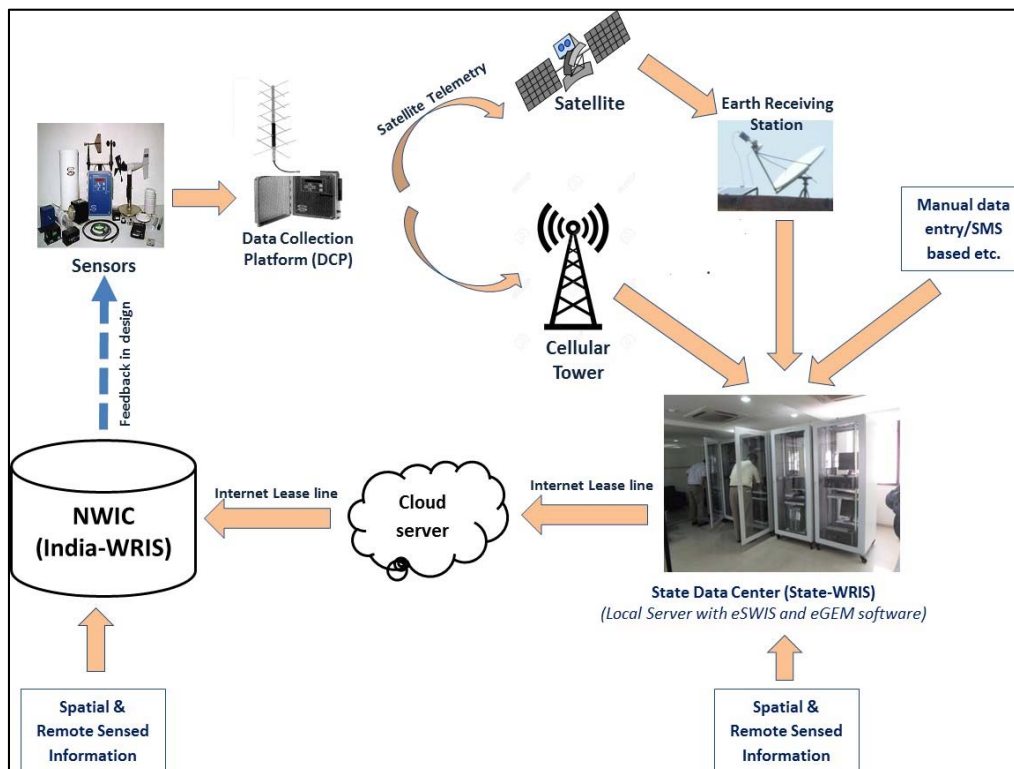 Satellite Telemetry
Satellite
Earth Receiving
Station
Sensors
Data Collection
Platform (DCP)
Manual data
entry/SMS
based etc.
Cellular
Tower
Feedback in design
NWIC
(India-WRIS)
Internet Lease line
Cloud
server
Internet Lease line
State Data Center (State-WRIS)
(Local Server with eSWIS and eGEM software)
Spatial &
Remote Sensed
Information
Spatial &
Remote Sensed
Information